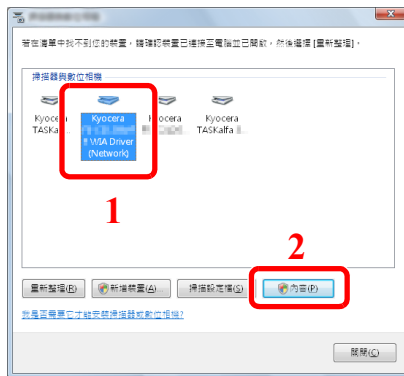 若在清單中找不到您的裝置，請確認裝置已連接至電腦並已開啟，然後選擇 [重新整理]。
掃描器與數位相機
Kyocera Kyocera Kyocera Kyocera
TASKa... TASKalfa
WIA Driver
(Network)
1
2
重新整理(R) 新增裝置(A)... 掃描設定檔(S) 內容(P)
我是否需要它才能安裝掃描器或數位相機?
關閉(C)